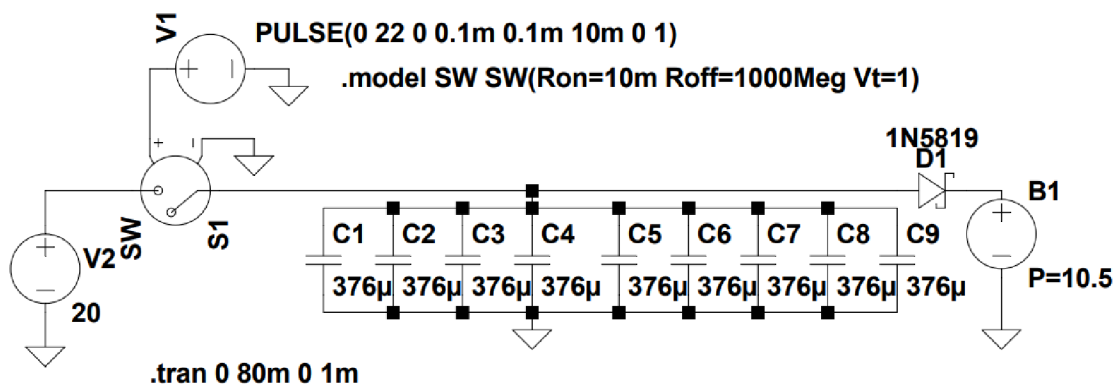 V1
PULSE(0 22 0 0.1m 0.1m 10m 0 1)
.model SW SW(Ron=10m Roff=1000Meg Vt=1)
1N5819
D1
B1
SW
S1
V2
20
C1
C2
C3
C4
C5
C6
C7
C8
C9
376µ
376µ
376µ
376µ
376µ
376µ
376µ
376µ
376µ
P=10.5
.tran 0 80m 0 1m